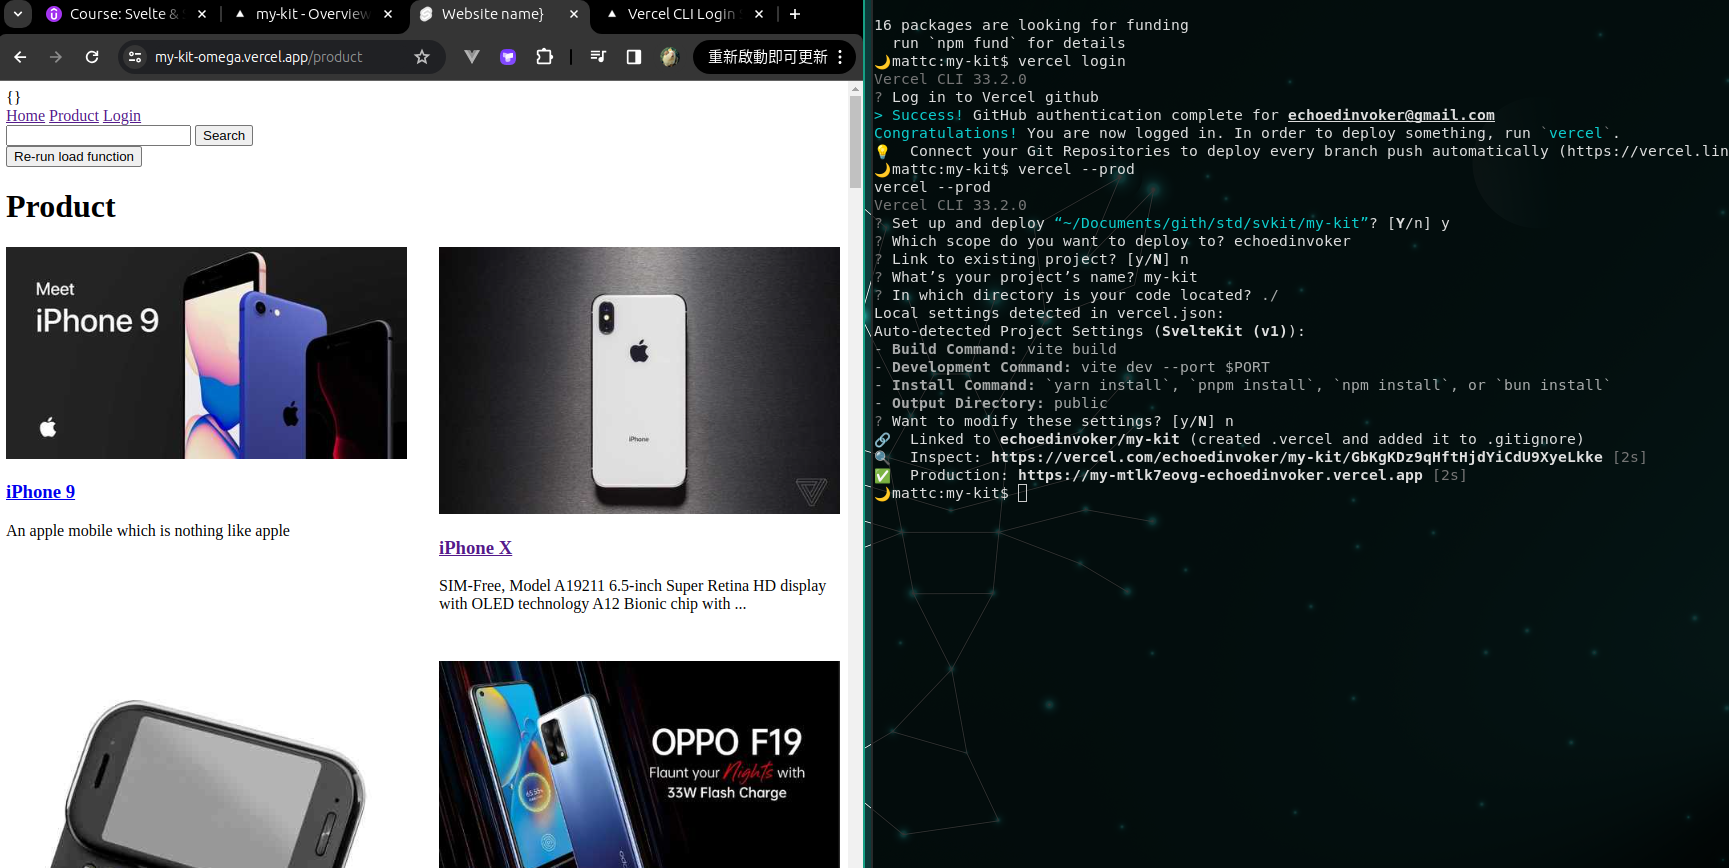 Course: Svelte &
my-kit - Overview
Website name}
Vercel CLI Login
my-kit-omega.vercel.app/product
重新啟動即可更新
{}
Home Product Login
Search
Re-run load function
Product
Meet
iPhone 9
iPhone
iPhone 9
An apple mobile which is nothing like apple
iPhone X
SIM-Free, Model A19211 6.5-inch Super Retina HD display
with OLED technology A12 Bionic chip with ...
OPPO F19
Flaunt your Nights with
33W Flash Charge
16 packages are looking for funding
run `npm fund` for details
mattc:my-kit$ vercel login
Vercel CLI 33.2.0
? Log in to Vercel github
> Success! GitHub authentication complete for echoedinvoker@gmail.com
Congratulations! You are now logged in. In order to deploy something, run `vercel`.
Connect your Git Repositories to deploy every branch push automatically (https://vercel.lin
mattc:my-kit$ vercel --prod
vercel --prod
Vercel CLI 33.2.0
? Set up and deploy “~/Documents/gith/std/svkit/my-kit”? [Y/n] y
? Which scope do you want to deploy to? echoedinvoker
? Link to existing project? [y/N] n
? What’s your project’s name? my-kit
? In which directory is your code located? ./
Local settings detected in vercel.json:
Auto-detected Project Settings (SvelteKit (v1)):
- Build Command: vite build
- Development Command: vite dev --port $PORT
- Install Command: `yarn install`, `pnpm install`, `npm install`, or `bun install`
- Output Directory: public
? Want to modify these settings? [y/N] n
Linked to echoedinvoker/my-kit (created .vercel and added it to .gitignore)
Inspect: https://vercel.com/echoedinvoker/my-kit/GbKgKDz9qHftHjdYiCdU9XyeLkke [2s]
Production: https://my-mtlk7eovg-echoedinvoker.vercel.app [2s]
mattc:my-kit$